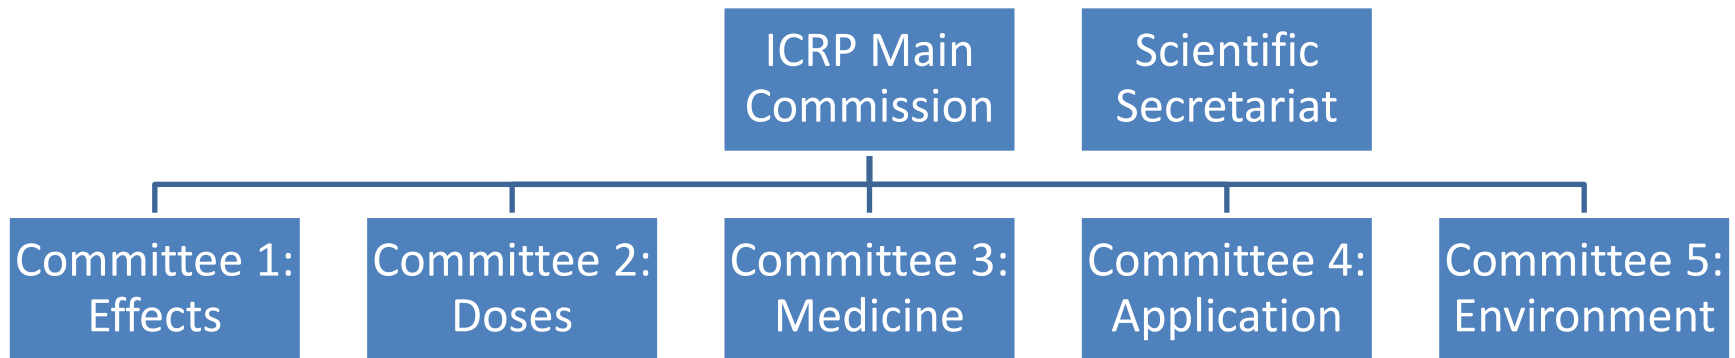 ICRP Main
Commission
Scientific
Secretariat
Committee 1:
Effects
Committee 2:
Doses
Committee 3:
Medicine
Committee 4:
Application
Committee 5:
Environment